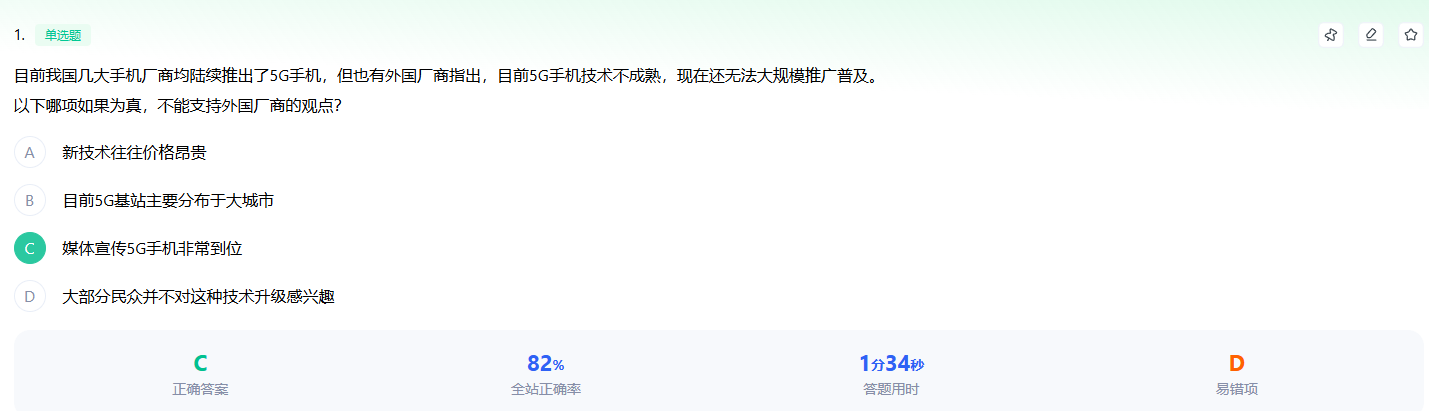 1. 单选题
目前我国几大手机厂商均陆续推出了5G手机，但也有外国厂商指出，目前5G手机技术不成熟，现在还无法大规模推广普及。
以下哪项如果为真，不能支持外国厂商的观点？
A 新技术往往价格昂贵
B 目前5G基站主要分布于大城市
C 媒体宣传5G手机非常到位
D 大部分民众并不对这种技术升级感兴趣
C 82% 1分34秒 D
正确答案 全站正确率 答题用时 易错项